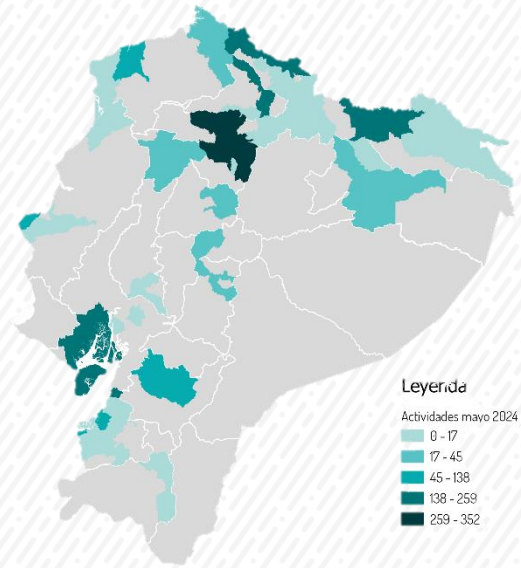 Leyenda
Actividades mayo 2024
0 - 17
17 - 45
45 - 138
138 - 259
259 - 352